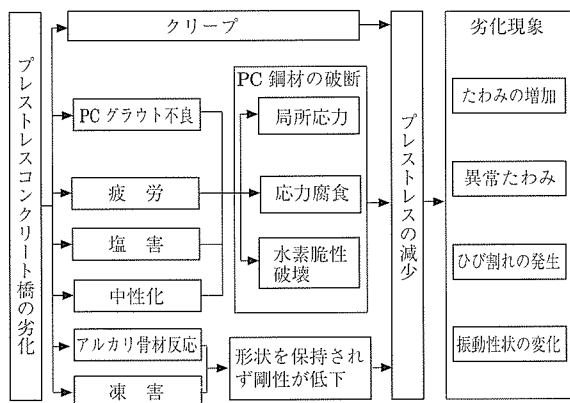 プレストレスコンクリート橋の劣化
クリープ
PCグラウト不良
疲労
塩害
中性化
アルカリ骨材反応
凍害
PC鋼材の破断
局所応力
応力腐食
水素脆性
破壊
形状を保持され
ず剛性が低下
プレストレスの減少
劣化現象
たわみの増加
異常たわみ
ひび割れの発生
振動性状の変化